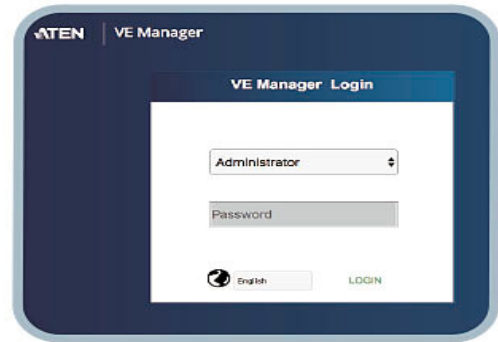 ATEN VE Manager
VE Manager Login
Administrator
Password
English LOGIN